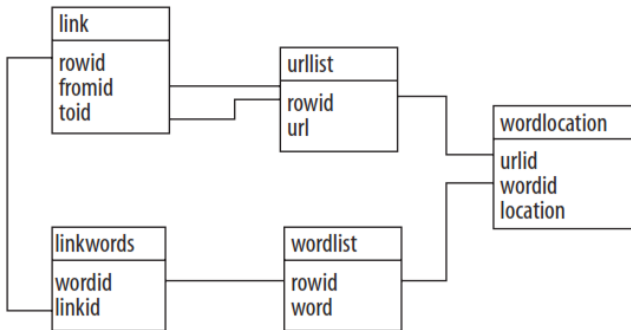 link
rowid
fromid
toid
urllist
rowid
url
wordlocation
urlid
wordid
location
linkwords
wordid
linkid
wordlist
rowid
word